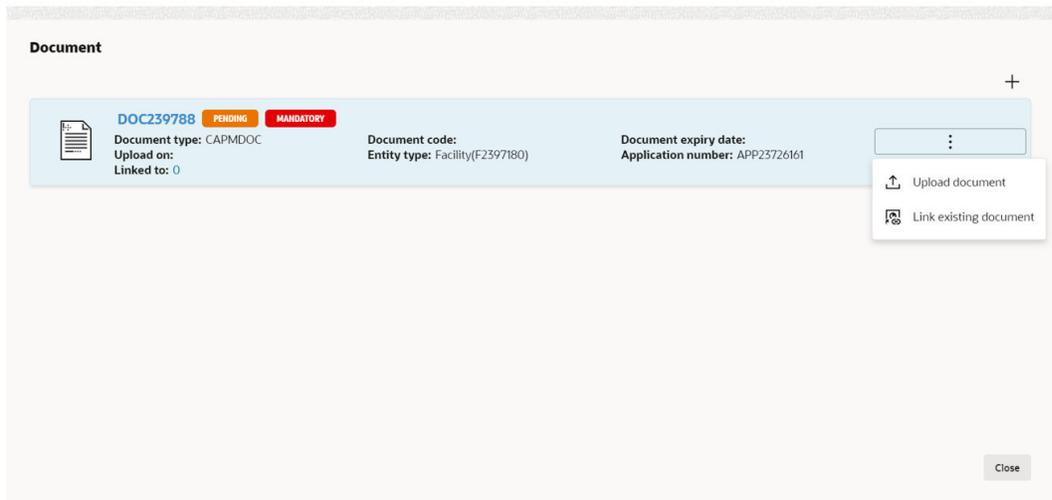 Document
+
DOC239788 PENDING MANDATORY
Document type: CAPMDOC Document code: Document expiry date:
Upload on: Entity type: Facility(F2397180) Application number: APP23726161
Linked to: 0
Upload document
Link existing document
Close